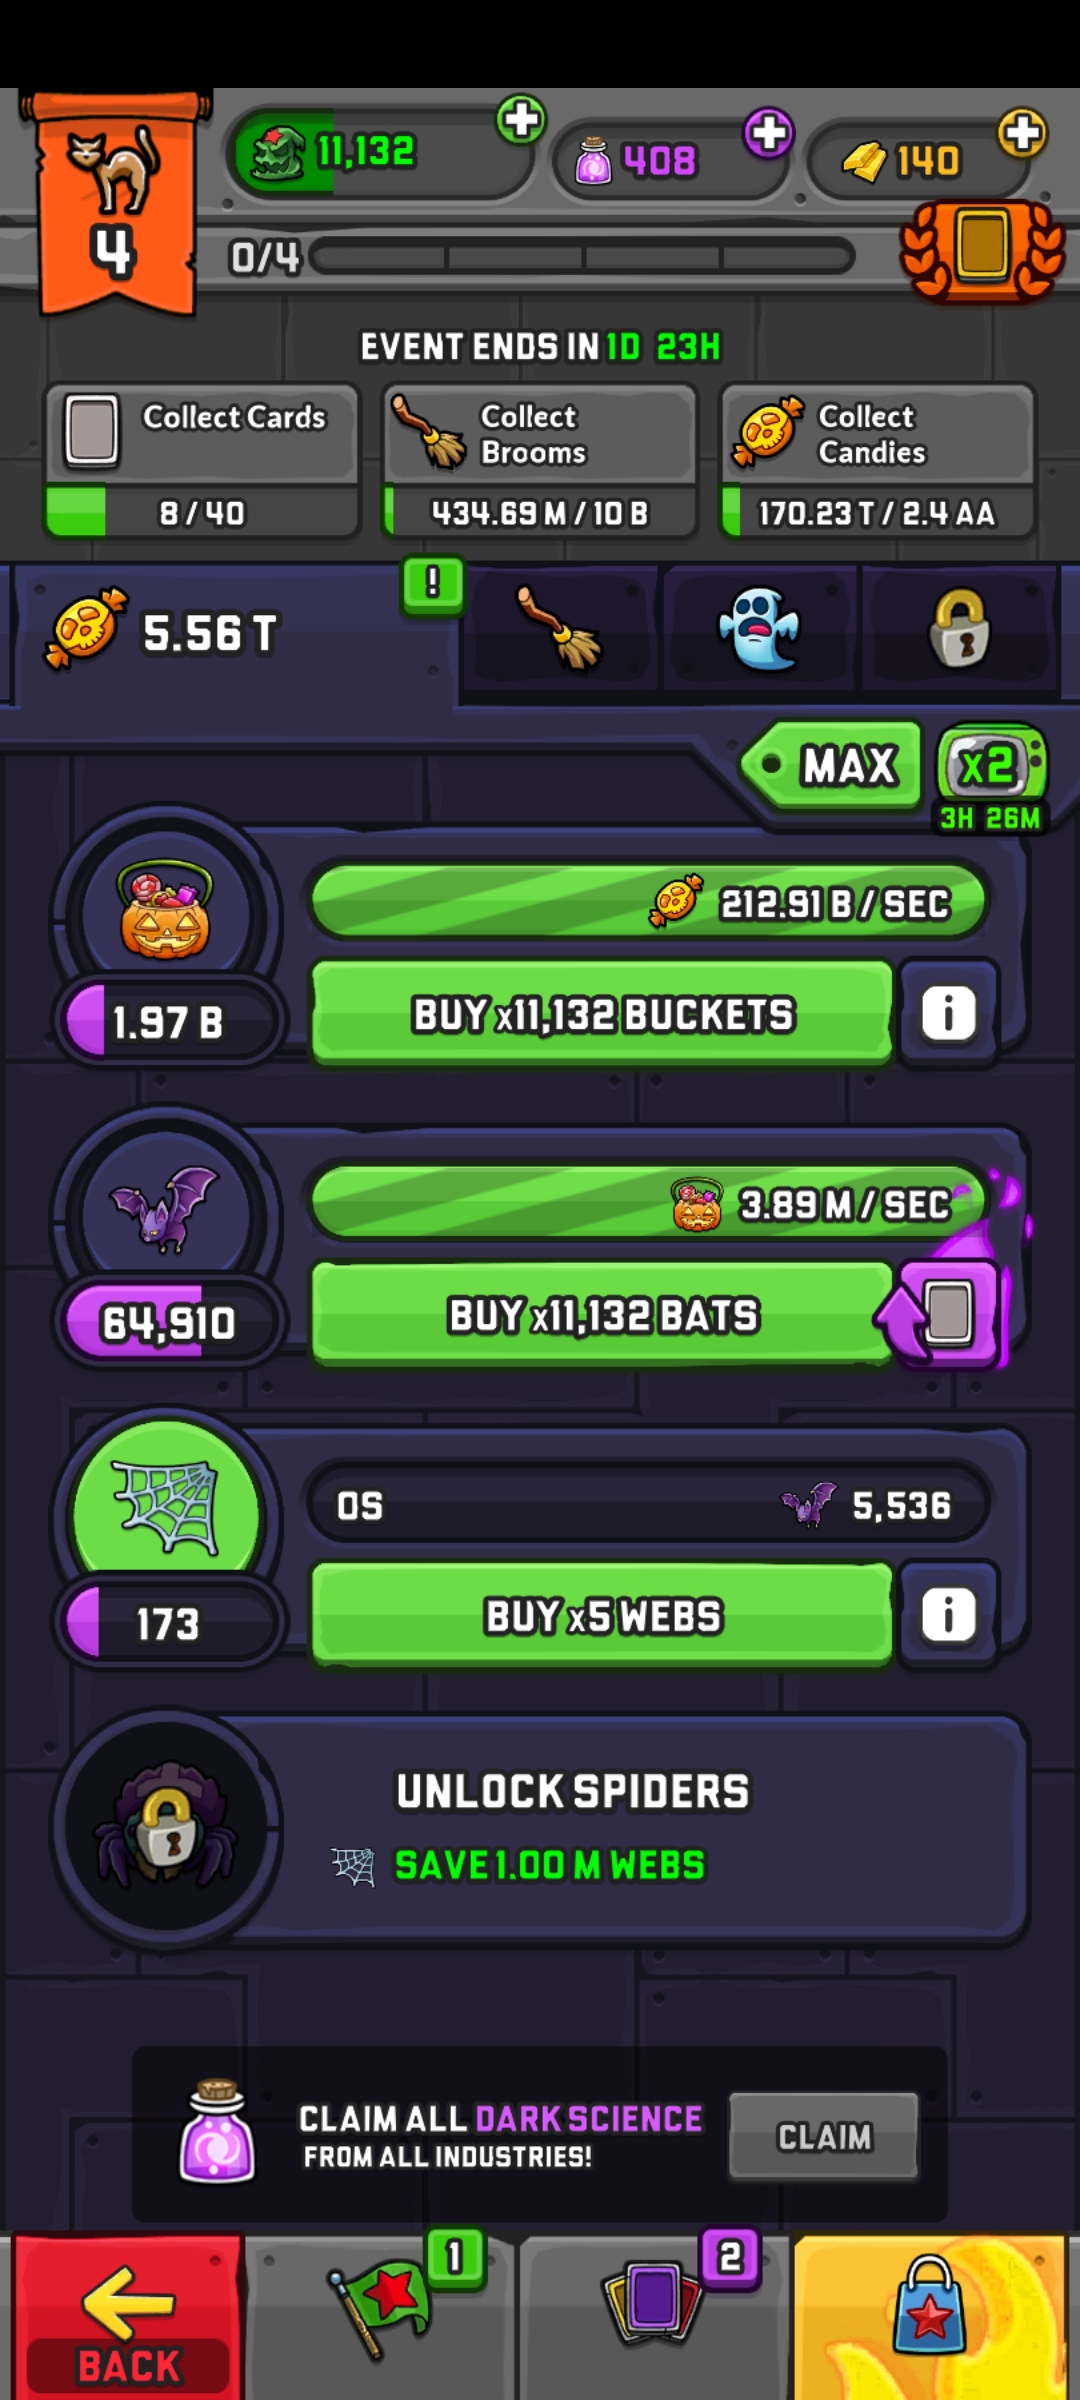 11,132
408
140
4
0/4
EVENT ENDS IN 1D 23H
Collect Cards
8 / 40
Collect
Brooms
434.69 M / 10 B
Collect
Candies
170.23 T / 2.4 AA
5.56 T
!
MAX
x2
3H 26M
212.91 B / SEC
1.97 B
BUY x11,132 BUCKETS
i
3.89 M / SEC
64,910
BUY x11,132 BATS
0S
5,536
173
BUY x5 WEBS
i
UNLOCK SPIDERS
SAVE 1.00 M WEBS
CLAIM ALL DARK SCIENCE
FROM ALL INDUSTRIES!
CLAIM
BACK
1
2